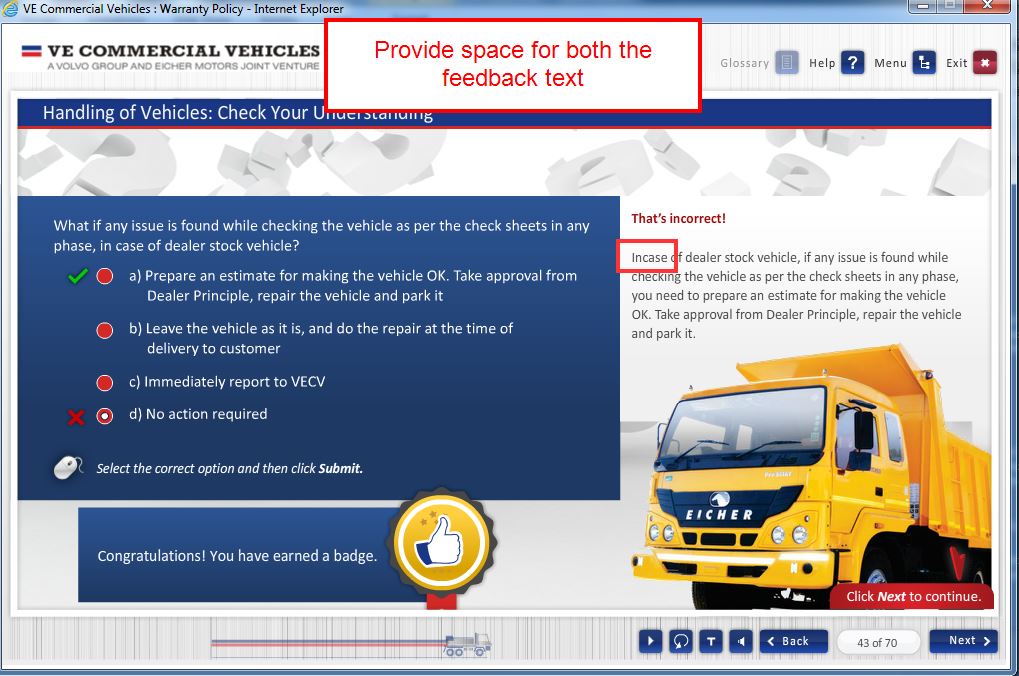 VE Commercial Vehicles : Warranty Policy - Internet Explorer
VE COMMERCIAL VEHICLES
A VOLVO GROUP AND EICHER MOTORS JOINT VENTURE
Provide space for both the
feedback text
Glossary
Help ?
Menu
Exit
Handling of Vehicles: Check Your Understanding
What if any issue is found while checking the vehicle as per the check sheets in any
phase, in case of dealer stock vehicle?
a) Prepare an estimate for making the vehicle OK. Take approval from
Dealer Principle, repair the vehicle and park it
b) Leave the vehicle as it is, and do the repair at the time of
delivery to customer
c) Immediately report to VECV
d) No action required
Select the correct option and then click Submit.
Congratulations! You have earned a badge.
That's incorrect!
Incase of dealer stock vehicle, if any issue is found while
checking the vehicle as per the check sheets in any phase,
you need to prepare an estimate for making the vehicle
OK. Take approval from Dealer Principle, repair the vehicle
and park it.
EICHER
Click Next to continue.
T
Back
43 of 70
Next